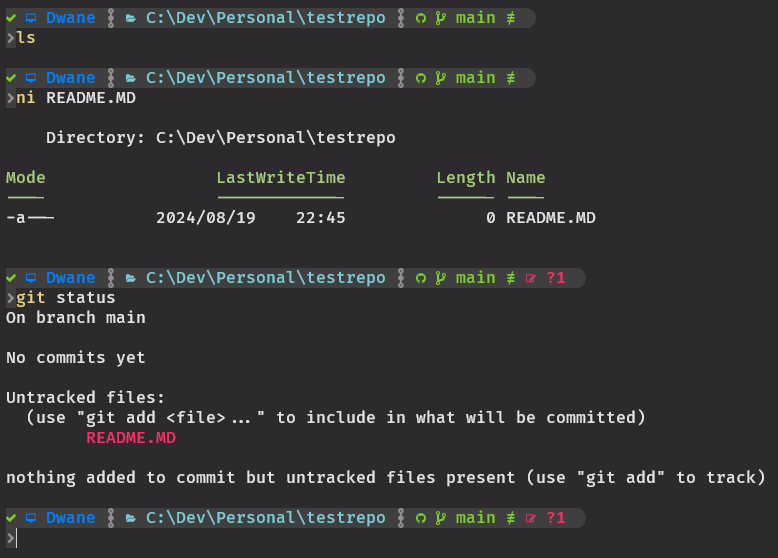 ✔ Dwane C:\Dev\Personal\testrepo main ≢
❯ls
✔ Dwane C:\Dev\Personal\testrepo main ≢
❯ni README.MD
Directory: C:\Dev\Personal\testrepo
Mode LastWriteTime Length Name
-a--- 2024/08/19 22:45 0 README.MD
✔ Dwane C:\Dev\Personal\testrepo main ≢ ?1
❯git status
On branch main
No commits yet
Untracked files:
(use "git add <file>..." to include in what will be committed)
README.MD
nothing added to commit but untracked files present (use "git add" to track)
✔ Dwane C:\Dev\Personal\testrepo main ≢ ?1
❯